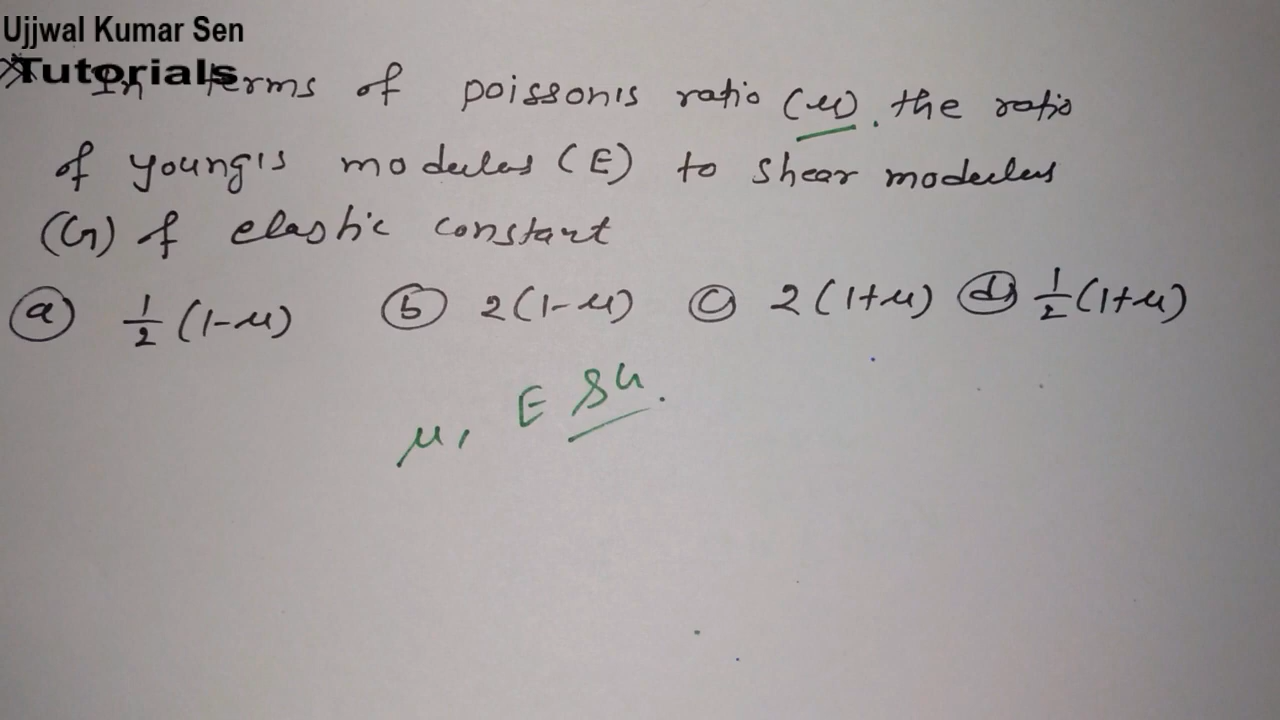 Ujjwal Kumar Sen
Tutorials
In terms of poisson's ratio (μ), the ratio
of young's modulus (E) to shear modulus
(G) of elastic constant
(a) 1/2 (1-μ) (b) 2(1-μ) (c) 2(1+μ) (d) 1/2(1+μ)
μ, E & G.